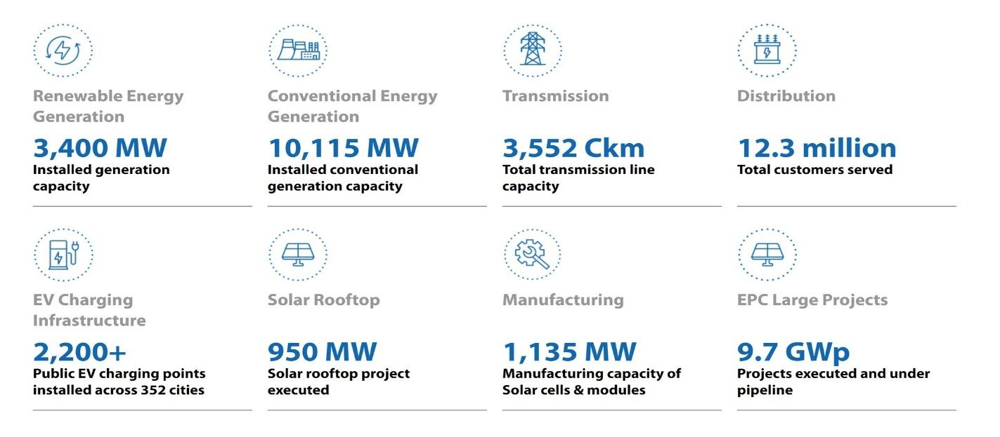 Renewable Energy
Generation
3,400 MW
Installed generation
capacity
Conventional Energy
Generation
10,115 MW
Installed conventional
generation capacity
Transmission
3,552 Ckm
Total transmission line
capacity
Distribution
12.3 million
Total customers served
EV Charging
Infrastructure
2,200+
Public EV charging points
installed across 352 cities
Solar Rooftop
950 MW
Solar rooftop project
executed
Manufacturing
1,135 MW
Manufacturing capacity of
Solar cells & modules
EPC Large Projects
9.7 GWp
Projects executed and under
pipeline